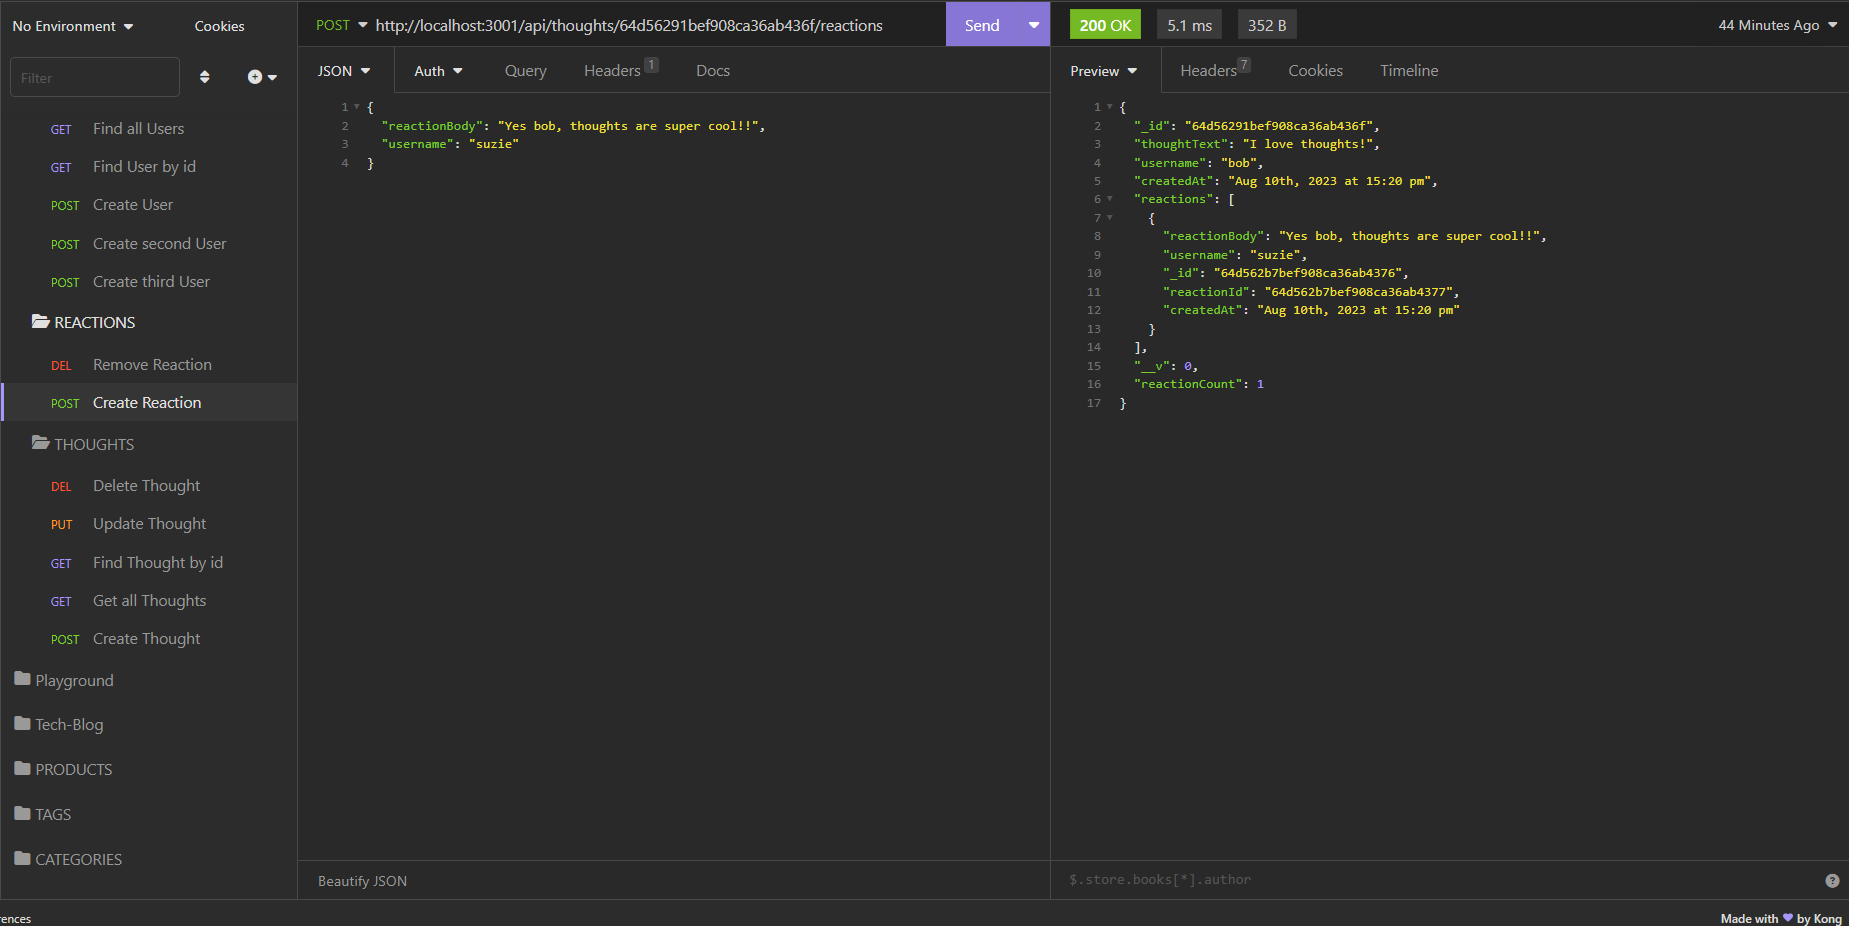 No Environment
Cookies
Filter
GET Find all Users
GET Find User by id
POST Create User
POST Create second User
POST Create third User
REACTIONS
DEL Remove Reaction
POST Create Reaction
THOUGHTS
DEL Delete Thought
PUT Update Thought
GET Find Thought by id
GET Get all Thoughts
POST Create Thought
Playground
Tech-Blog
PRODUCTS
TAGS
CATEGORIES
POST http://localhost:3001/api/thoughts/64d56291bef908ca36ab436f/reactions Send
JSON Auth Query Headers 1 Docs
1 {
2 "reactionBody": "Yes bob, thoughts are super cool!!",
3 "username": "suzie"
4 }
Beautify JSON
200 OK 5.1 ms 352 B 44 Minutes Ago
Preview Headers 7 Cookies Timeline
1 {
2 "_id": "64d56291bef908ca36ab436f",
3 "thoughtText": "I love thoughts!",
4 "username": "bob",
5 "createdAt": "Aug 10th, 2023 at 15:20 pm",
6 "reactions": [
7 {
8 "reactionBody": "Yes bob, thoughts are super cool!!",
9 "username": "suzie",
10 "_id": "64d562b7bef908ca36ab4376",
11 "reactionId": "64d562b7bef908ca36ab4377",
12 "createdAt": "Aug 10th, 2023 at 15:20 pm"
13 }
14 ],
15 "__v": 0,
16 "reactionCount": 1
17 }
$.store.books[*].author ?
rences
Made with 💜 by Kong